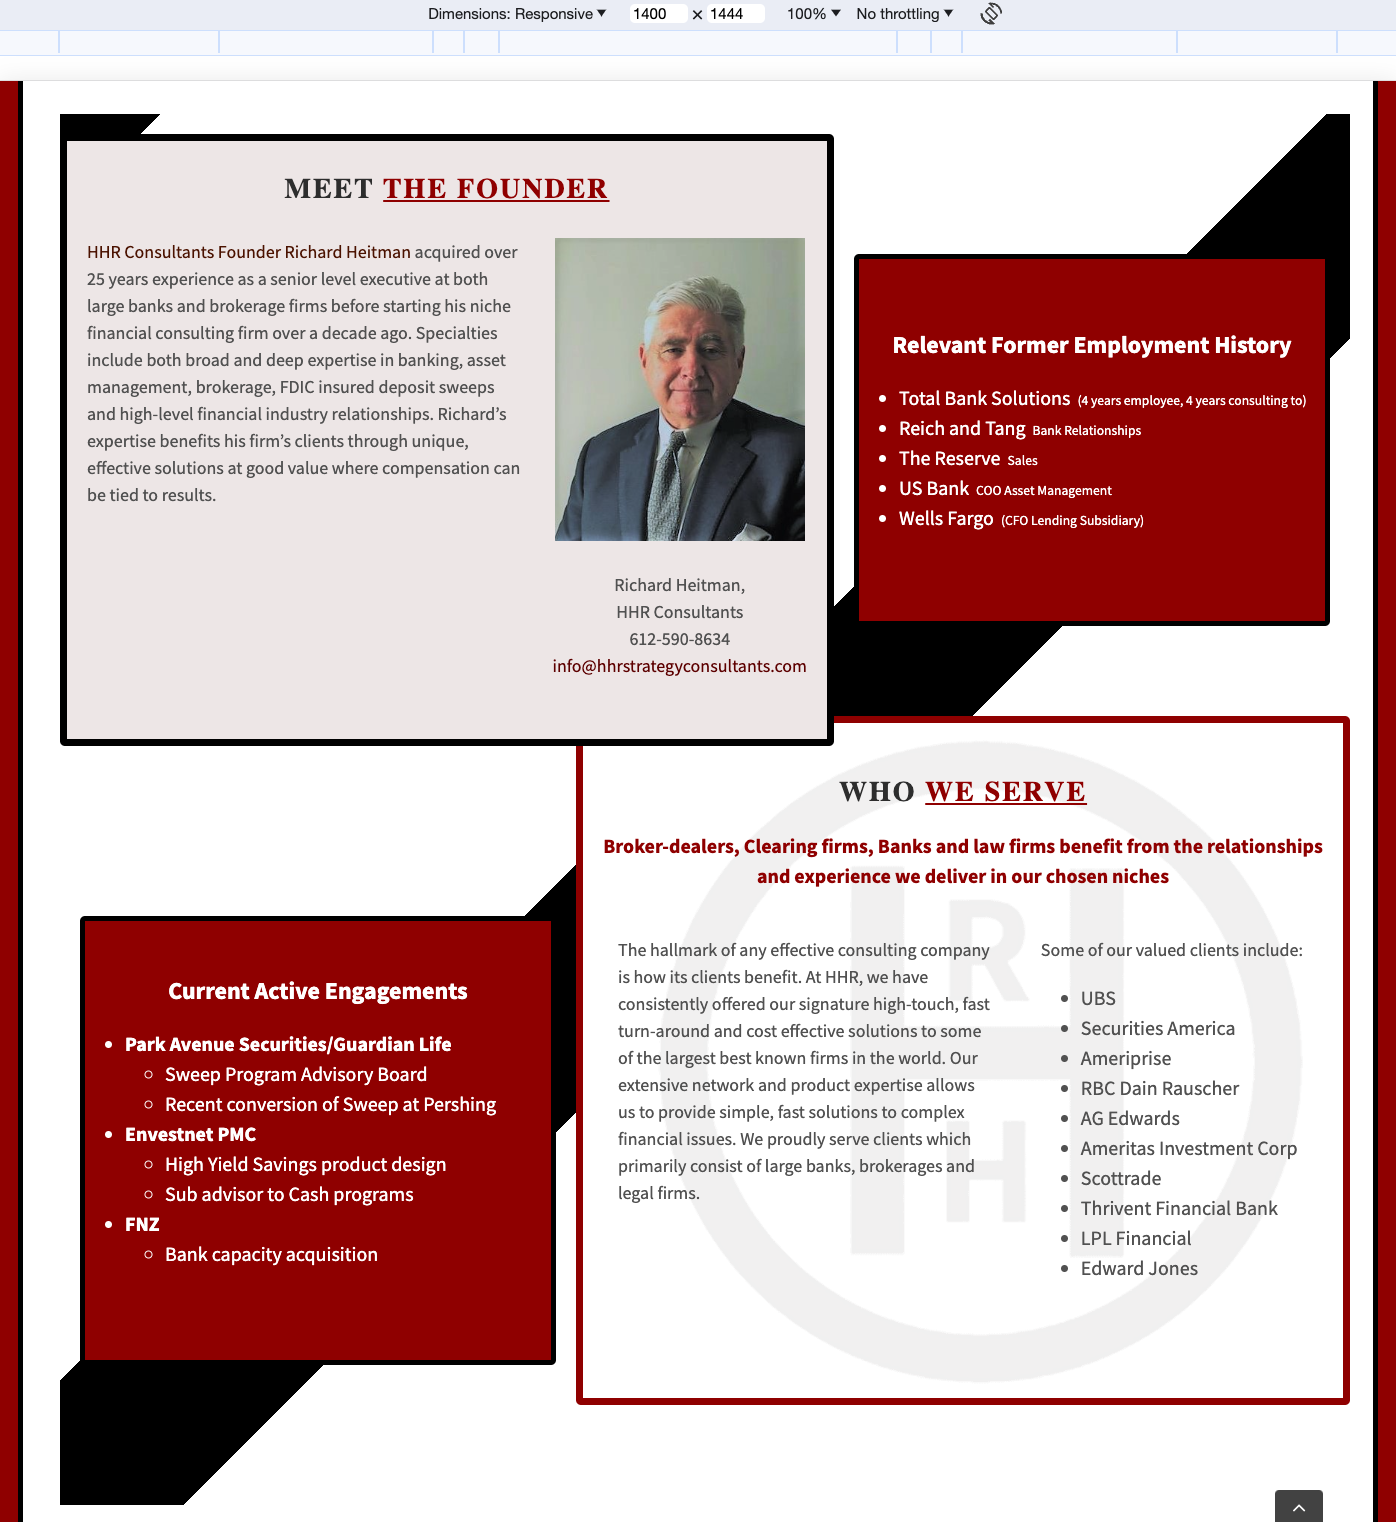 Dimensions: Responsive ▼ 1400 × 1444 100% ▼ No throttling ▼
MEET THE FOUNDER
HHR Consultants Founder Richard Heitman acquired over
25 years experience as a senior level executive at both
large banks and brokerage firms before starting his niche
financial consulting firm over a decade ago. Specialties
include both broad and deep expertise in banking, asset
management, brokerage, FDIC insured deposit sweeps
and high-level financial industry relationships. Richard’s
expertise benefits his firm’s clients through unique,
effective solutions at good value where compensation can
be tied to results.
Richard Heitman,
HHR Consultants
612-590-8634
info@hhrstrategyconsultants.com
Relevant Former Employment History
• Total Bank Solutions (4 years employee, 4 years consulting to)
• Reich and Tang Bank Relationships
• The Reserve Sales
• US Bank COO Asset Management
• Wells Fargo (CFO Lending Subsidiary)
WHO WE SERVE
Broker-dealers, Clearing firms, Banks and law firms benefit from the relationships
and experience we deliver in our chosen niches
The hallmark of any effective consulting company
is how its clients benefit. At HHR, we have
consistently offered our signature high-touch, fast
turn-around and cost effective solutions to some
of the largest best known firms in the world. Our
extensive network and product expertise allows
us to provide simple, fast solutions to complex
financial issues. We proudly serve clients which
primarily consist of large banks, brokerages and
legal firms.
Some of our valued clients include:
• UBS
• Securities America
• Ameriprise
• RBC Dain Rauscher
• AG Edwards
• Ameritas Investment Corp
• Scottrade
• Thrivent Financial Bank
• LPL Financial
• Edward Jones
R
H
H
Current Active Engagements
• Park Avenue Securities/Guardian Life
◦ Sweep Program Advisory Board
◦ Recent conversion of Sweep at Pershing
• Envestnet PMC
◦ High Yield Savings product design
◦ Sub advisor to Cash programs
• FNZ
◦ Bank capacity acquisition